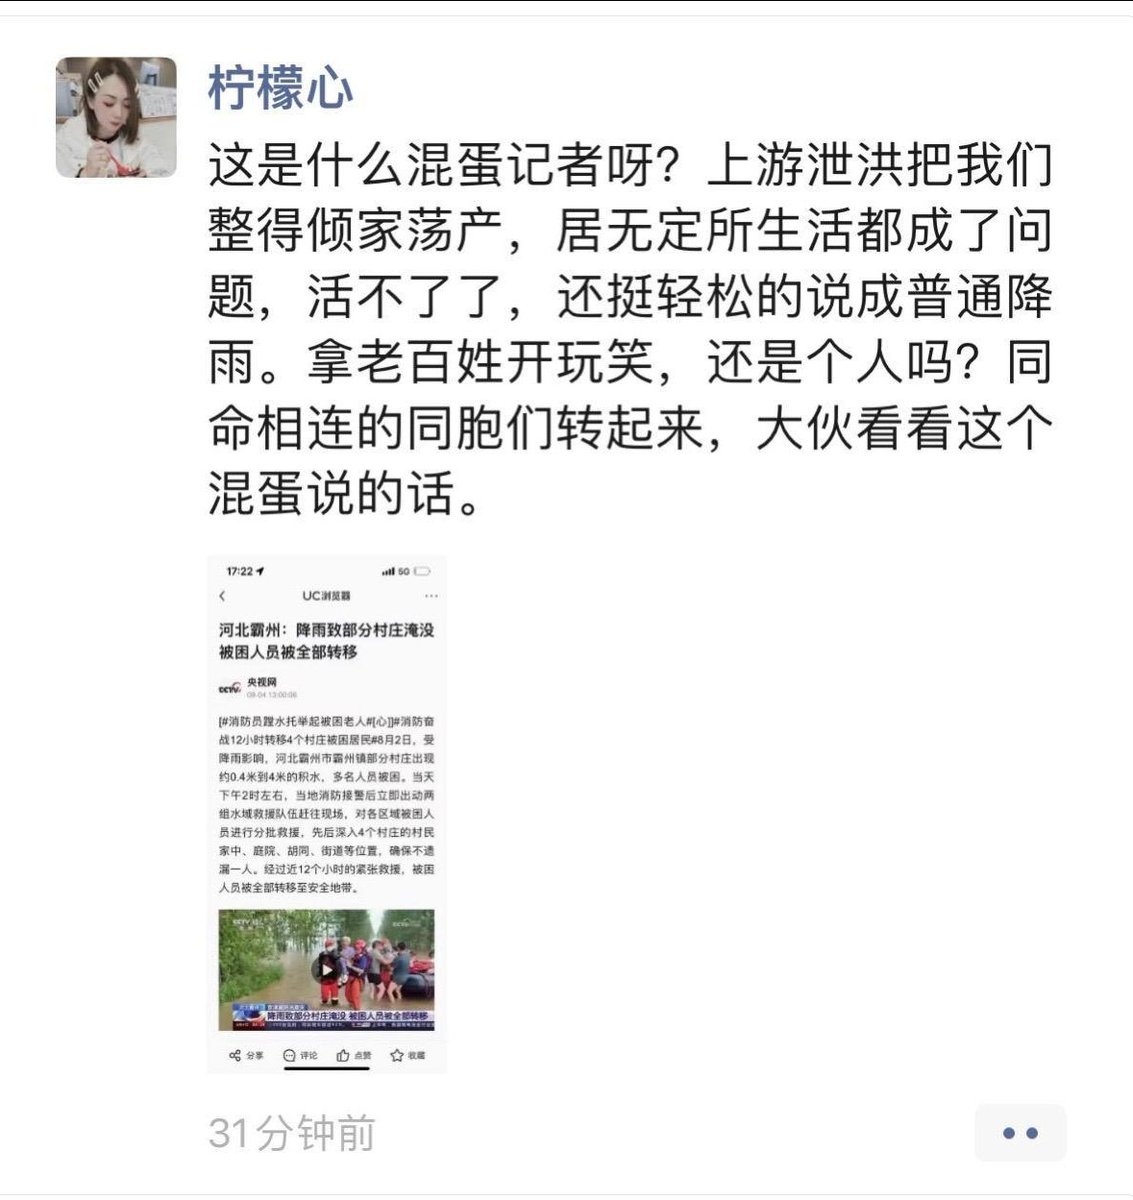 柠檬心
这是什么混蛋记者呀？上游泄洪把我们
整得倾家荡产，居无定所生活都成了问
题，活不了了，还挺轻松的说成普通降
雨。拿老百姓开玩笑，还是个人吗？同
命相连的同胞们转起来，大伙看看这个
混蛋说的话。
17:22
5G
UC浏览器
河北霸州：降雨致部分村庄淹没
被困人员被全部转移
CCTV
央视网
08-04 13:00:06
[#消防员蹚水托举起被困老人#[心]]#消防奋
战12小时转移4个村庄被困居民#8月2日，受
降雨影响，河北霸州市霸州镇部分村庄出现
约0.4米到4米的积水，多名人员被困。当天
下午2时左右，当地消防接警后立即出动两
组水域救援队伍赶往现场，对各区域被困人
员进行分批救援，先后深入4个村庄的村民
家中、庭院、胡同、街道等位置，确保不遗
漏一人。经过近12个小时的紧张救援，被困
人员被全部转移至安全地带。
降雨致部分村庄淹没 被困人员被全部转移
分享
评论
点赞
收藏
31分钟前